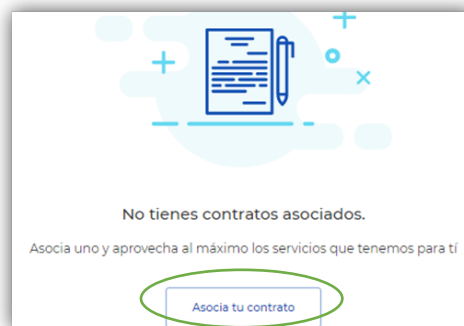 No tienes contratos asociados.
Asocia uno y aprovecha al máximo los servicios que tenemos para tí
Asocia tu contrato